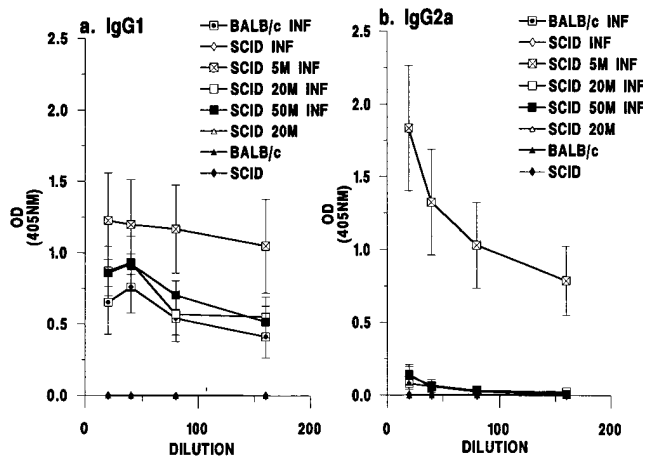 a. IgG1
BALB/c INF
SCID INF
SCID 5M INF
SCID 20M INF
SCID 50M INF
SCID 20M
BALB/c
SCID
2.5
2.0
1.5
1.0
0.5
0.0
OD
(405NM)
0
100
200
DILUTION
b. IgG2a
BALB/c INF
SCID INF
SCID 5M INF
SCID 20M INF
SCID 50M INF
SCID 20M
BALB/c
SCID
2.5
2.0
1.5
1.0
0.5
0.0
OD
(405NM)
0
100
200
DILUTION